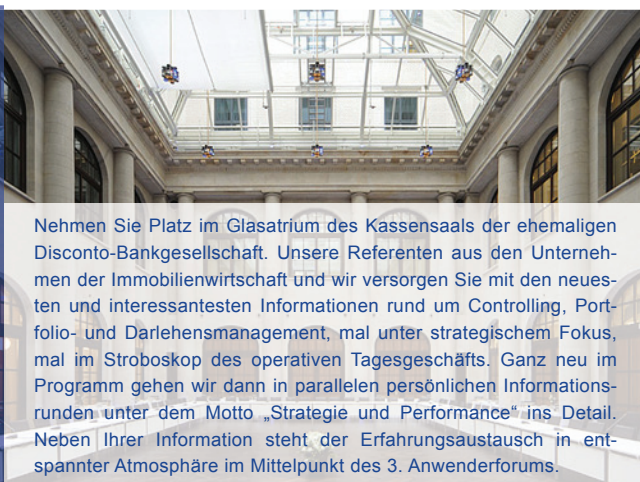 Nehmen Sie Platz im Glasatrium des Kassensaals der ehemaligen
Disconto-Bankgesellschaft. Unsere Referenten aus den Unterneh-
men der Immobilienwirtschaft und wir versorgen Sie mit den neues-
ten und interessantesten Informationen rund um Controlling, Port-
folio- und Darlehensmanagement, mal unter strategischem Fokus,
mal im Stroboskop des operativen Tagesgeschäfts. Ganz neu im
Programm gehen wir dann in parallelen persönlichen Informations-
runden unter dem Motto „Strategie und Performance“ ins Detail.
Neben Ihrer Information steht der Erfahrungsaustausch in ent-
spannter Atmosphäre im Mittelpunkt des 3. Anwenderforums.